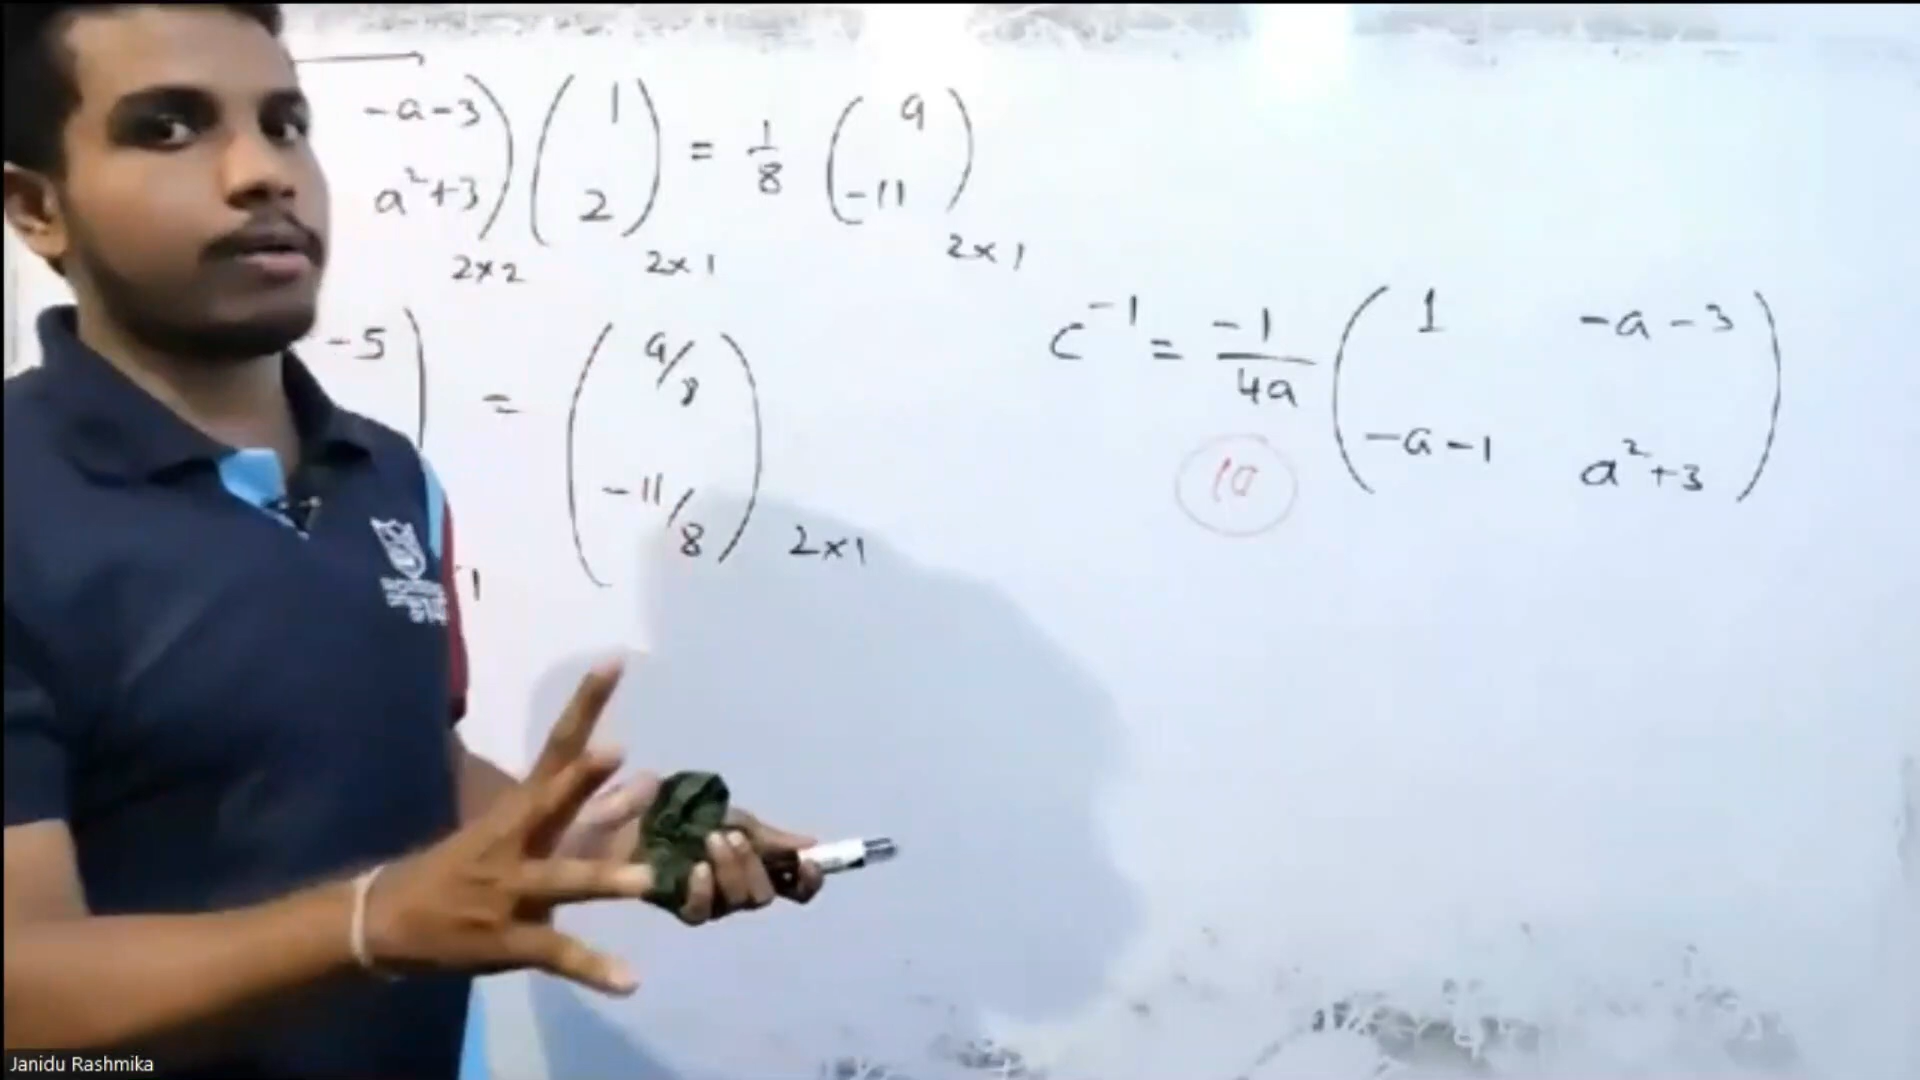 -a-3
1
= 1/8
9
a²+3
2
-11
2×2
2×1
2×1
-5
=
9/8
-11/8
2×1
C⁻¹ = -1/4a
1
-a-3
-a-1
a²+3
10
Janidu Rashmika